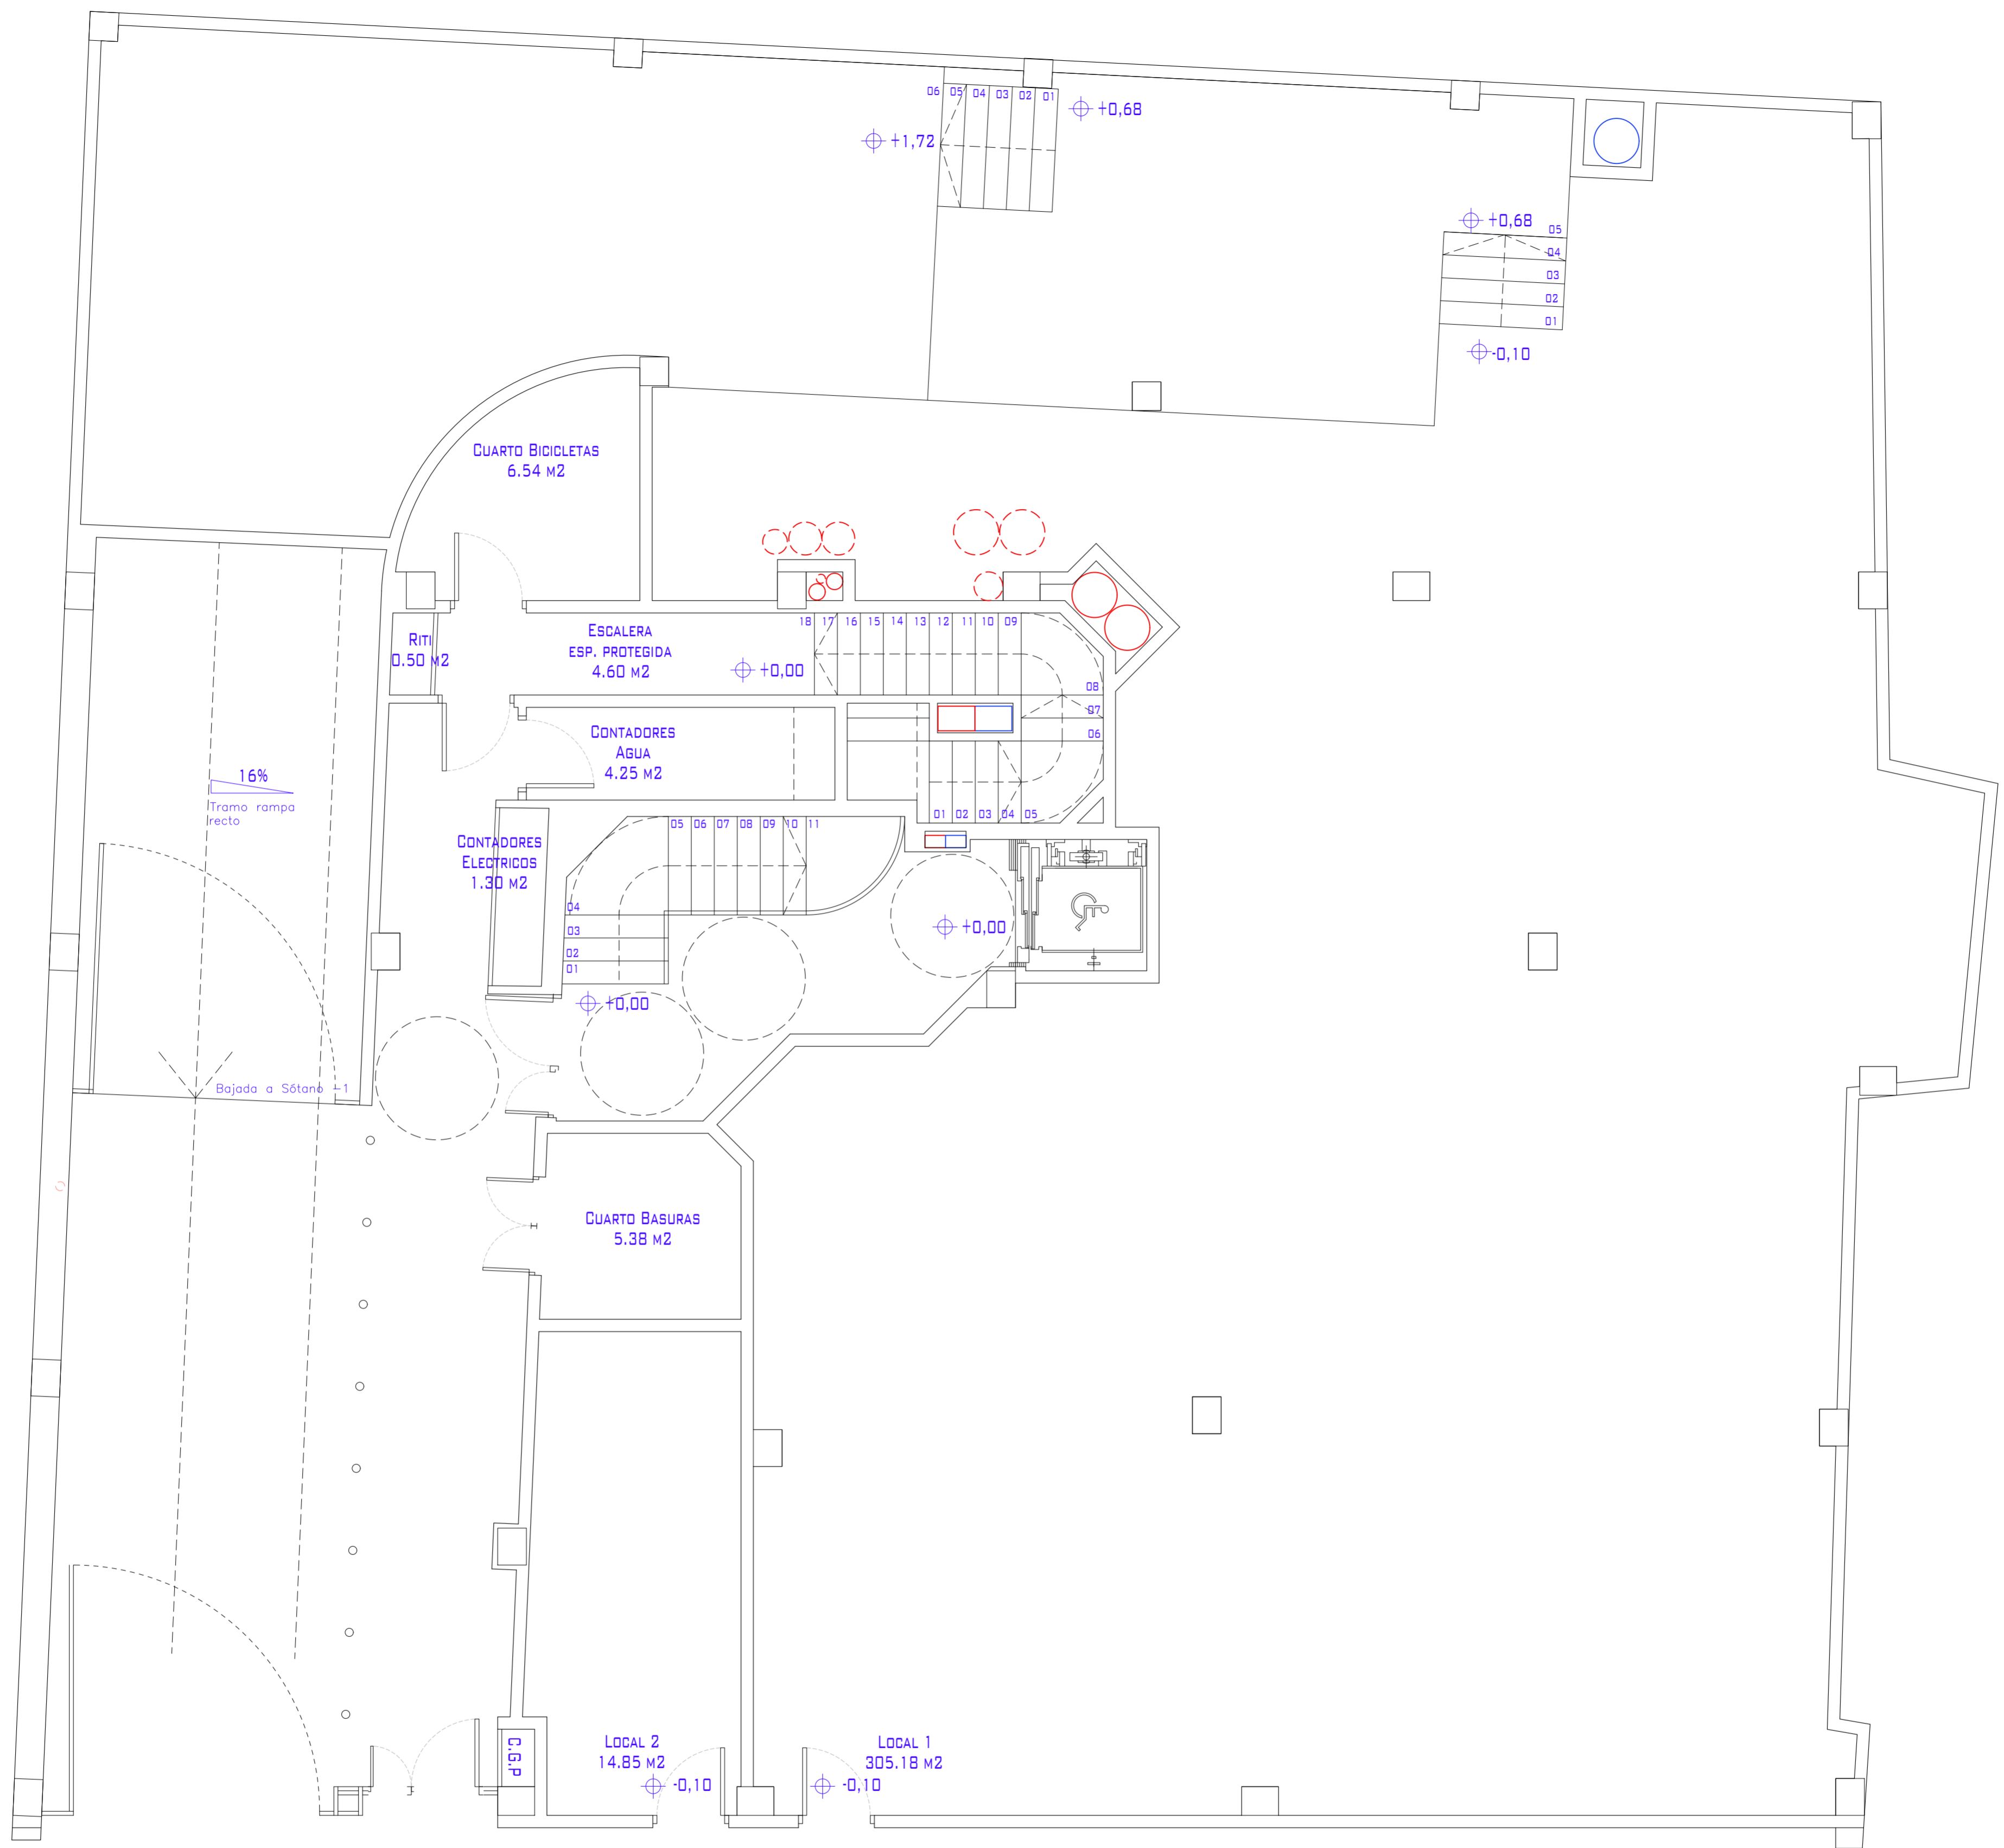 06 05 04 03 02 01
+0,68
+1,72
+0,68
05
04
03
02
01
-0,10
CUARTO BICICLETAS
6.54 M2
RITI
0.50 M2
ESCALERA
ESP. PROTEGIDA
4.60 M2
+0,00
18 17 16 15 14 13 12 11 10 09
08
07
06
01 02 03 04 05
CONTADORES
AGUA
4.25 M2
16%
Tramo rampa
recto
CONTADORES
ELECTRICOS
1.30 M2
05 06 07 08 09 10 11
04
03
02
01
+0,00
+0,00
Bajada a Sótano -1
CUARTO BASURAS
5.38 M2
C.G.P
LOCAL 2
14.85 M2
-0,10
LOCAL 1
305.18 M2
-0,10